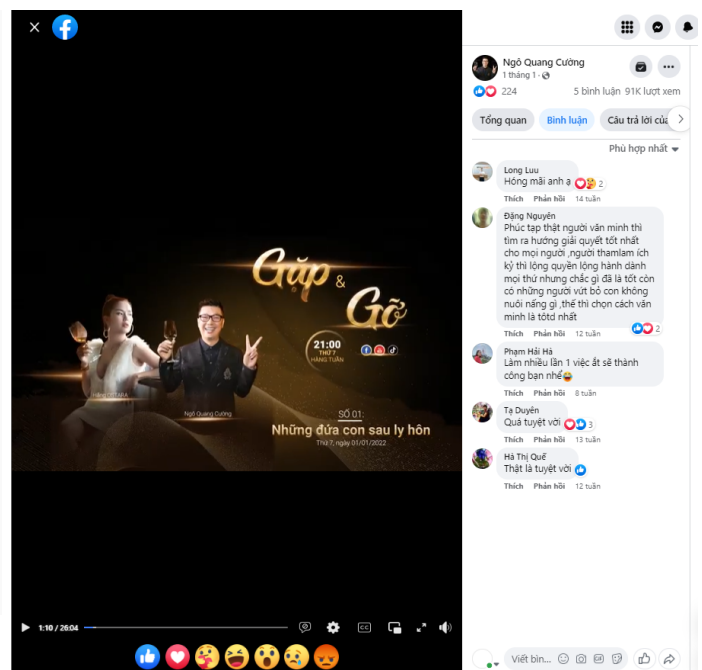 Ngô Quang Cường
1 tháng 1 ·
224
5 bình luận 91K lượt xem
Tổng quan
Bình luận
Câu trả lời của
Phù hợp nhất
Long Luu
Hóng mãi anh ạ
2
Thích Phản hồi 14 tuần
Đặng Nguyên
Phúc tạp thật người văn minh thì
tìm ra hướng giải quyết tốt nhất
cho mọi người ,người thamlam ích
kỷ thì lộng quyền lộng hành dành
mọi thứ nhưng chắc gì đã là tốt còn
có những người vứt bỏ con không
nuôi nấng gì ,thế thì chọn cách văn
minh là tôtd nhất
2
Thích Phản hồi 12 tuần
Phạm Hải Hà
Làm nhiều lần 1 việc ắt sẽ thành
công bạn nhé😂
Thích Phản hồi 8 tuần
Tạ Duyên
Quá tuyệt vời
3
Thích Phản hồi 13 tuần
Hà Thị Quế
Thật là tuyệt vời
Thích Phản hồi 12 tuần
Viết bìn...
Gặp &
Gỡ
21:00
THỨ 7
HÀNG TUẦN
Ngô Quang Cường
SỐ 01:
Những đứa con sau ly hôn
Thứ 7, ngày 01/01/2022
1:10 / 26:04
CC
GIF